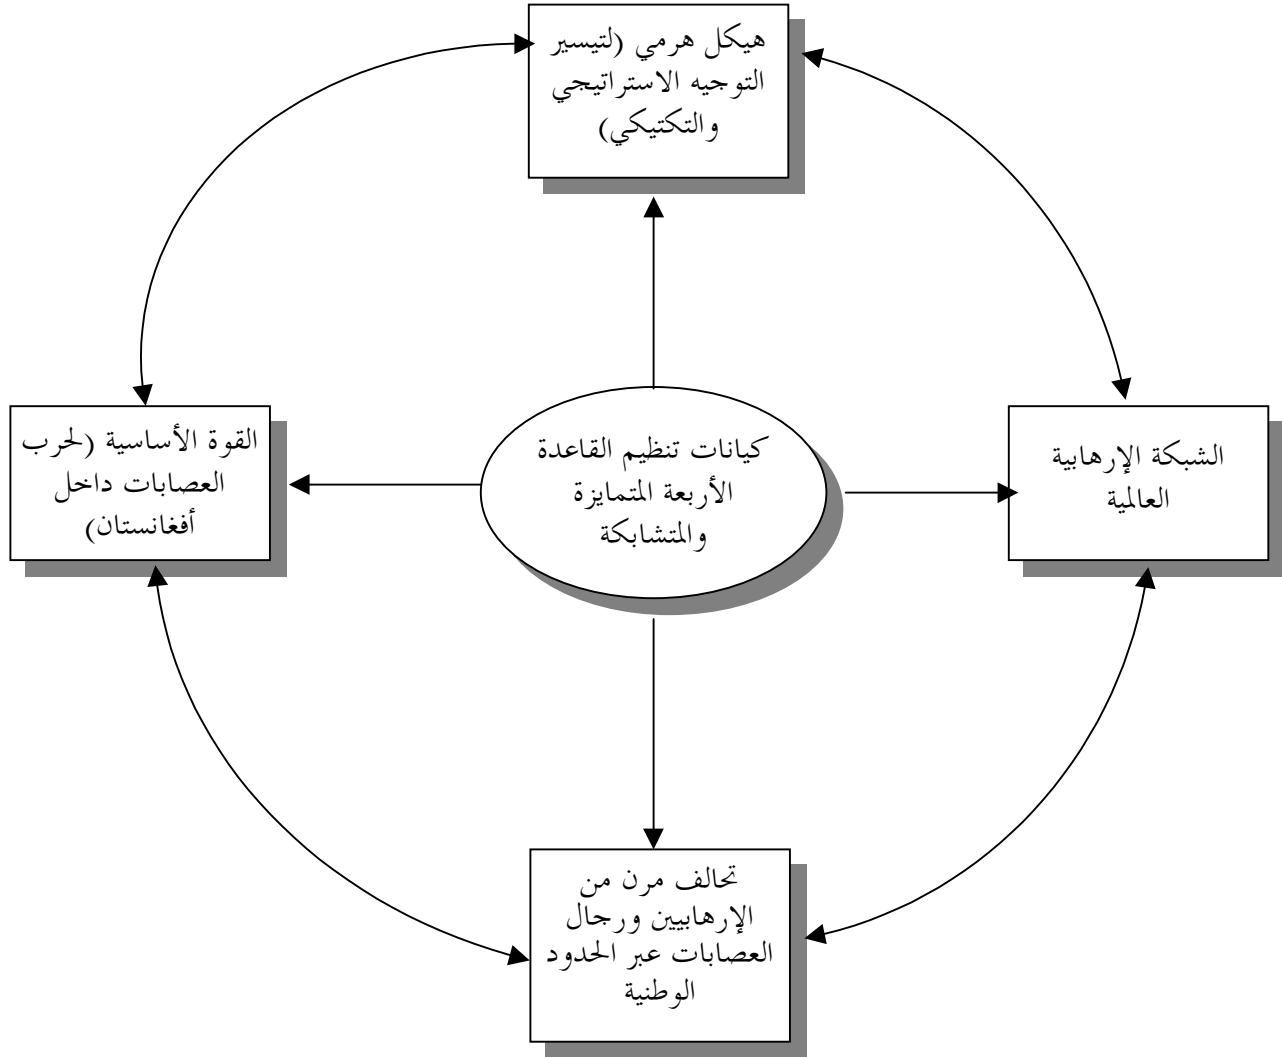 هيكل هرمي (لتيسير
التوجيه الاستراتيجي
والتكتيكي)
القوة الأساسية (لحرب
العصابات داخل
أفغانستان)
كيانات تنظيم القاعدة
الأربعة المتمايزة
والمتشابكة
الشبكة الإرهابية
العالمية
تحالف مرن من
الإرهابيين ورجال
العصابات عبر الحدود
الوطنية